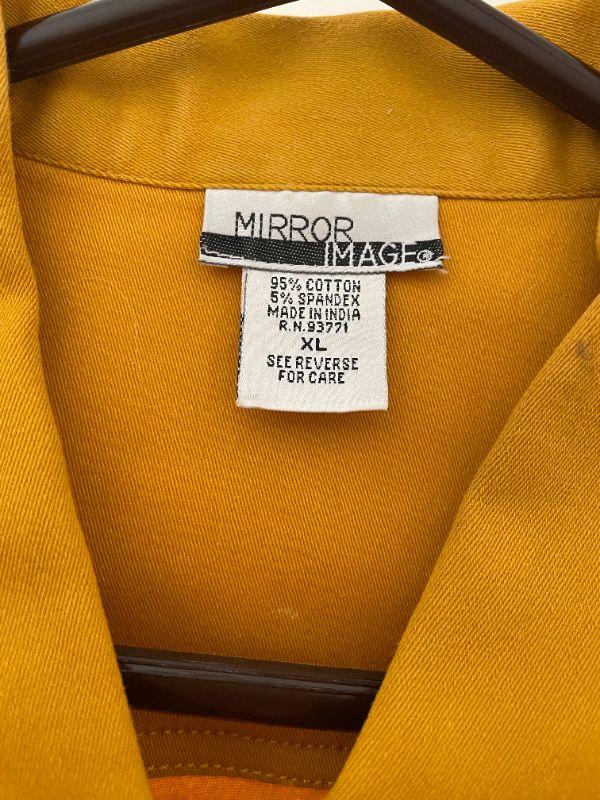 MIRROR
IMAGE®
95% COTTON
5% SPANDEX
MADE IN INDIA
R.N.93771
XL
SEE REVERSE
FOR CARE